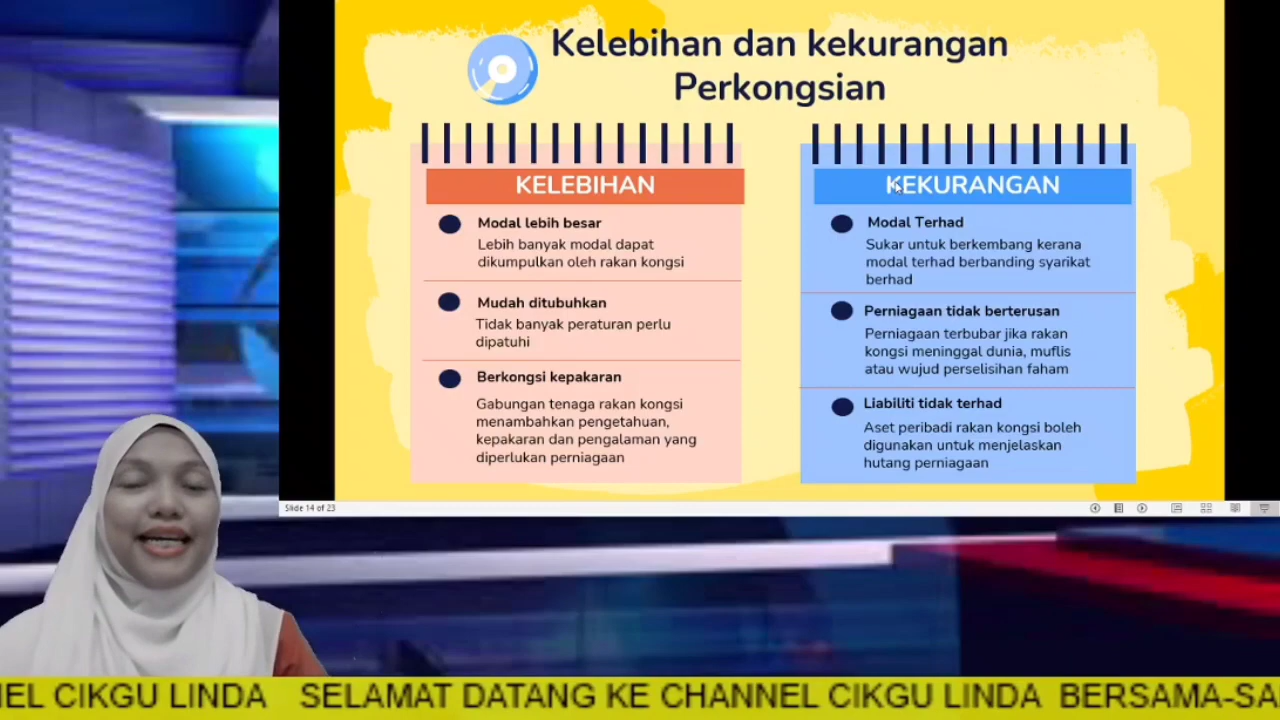 Kelebihan dan kekurangan
Perkongsian
KELEBIHAN
Modal lebih besar
Lebih banyak modal dapat
dikumpulkan oleh rakan kongsi
Mudah ditubuhkan
Tidak banyak peraturan perlu
dipatuhi
Berkongsi kepakaran
Gabungan tenaga rakan kongsi
menambahkan pengetahuan,
kepakaran dan pengalaman yang
diperlukan perniagaan
KEKURANGAN
Modal Terhad
Sukar untuk berkembang kerana
modal terhad berbanding syarikat
berhad
Perniagaan tidak berterusan
Perniagaan terbubar jika rakan
kongsi meninggal dunia, muflis
atau wujud perselisihan faham
Liabiliti tidak terhad
Aset peribadi rakan kongsi boleh
digunakan untuk menjelaskan
hutang perniagaan
Slide 14 of 23
NEL CIKGU LINDA SELAMAT DATANG KE CHANNEL CIKGU LINDA BERSAMA-SA